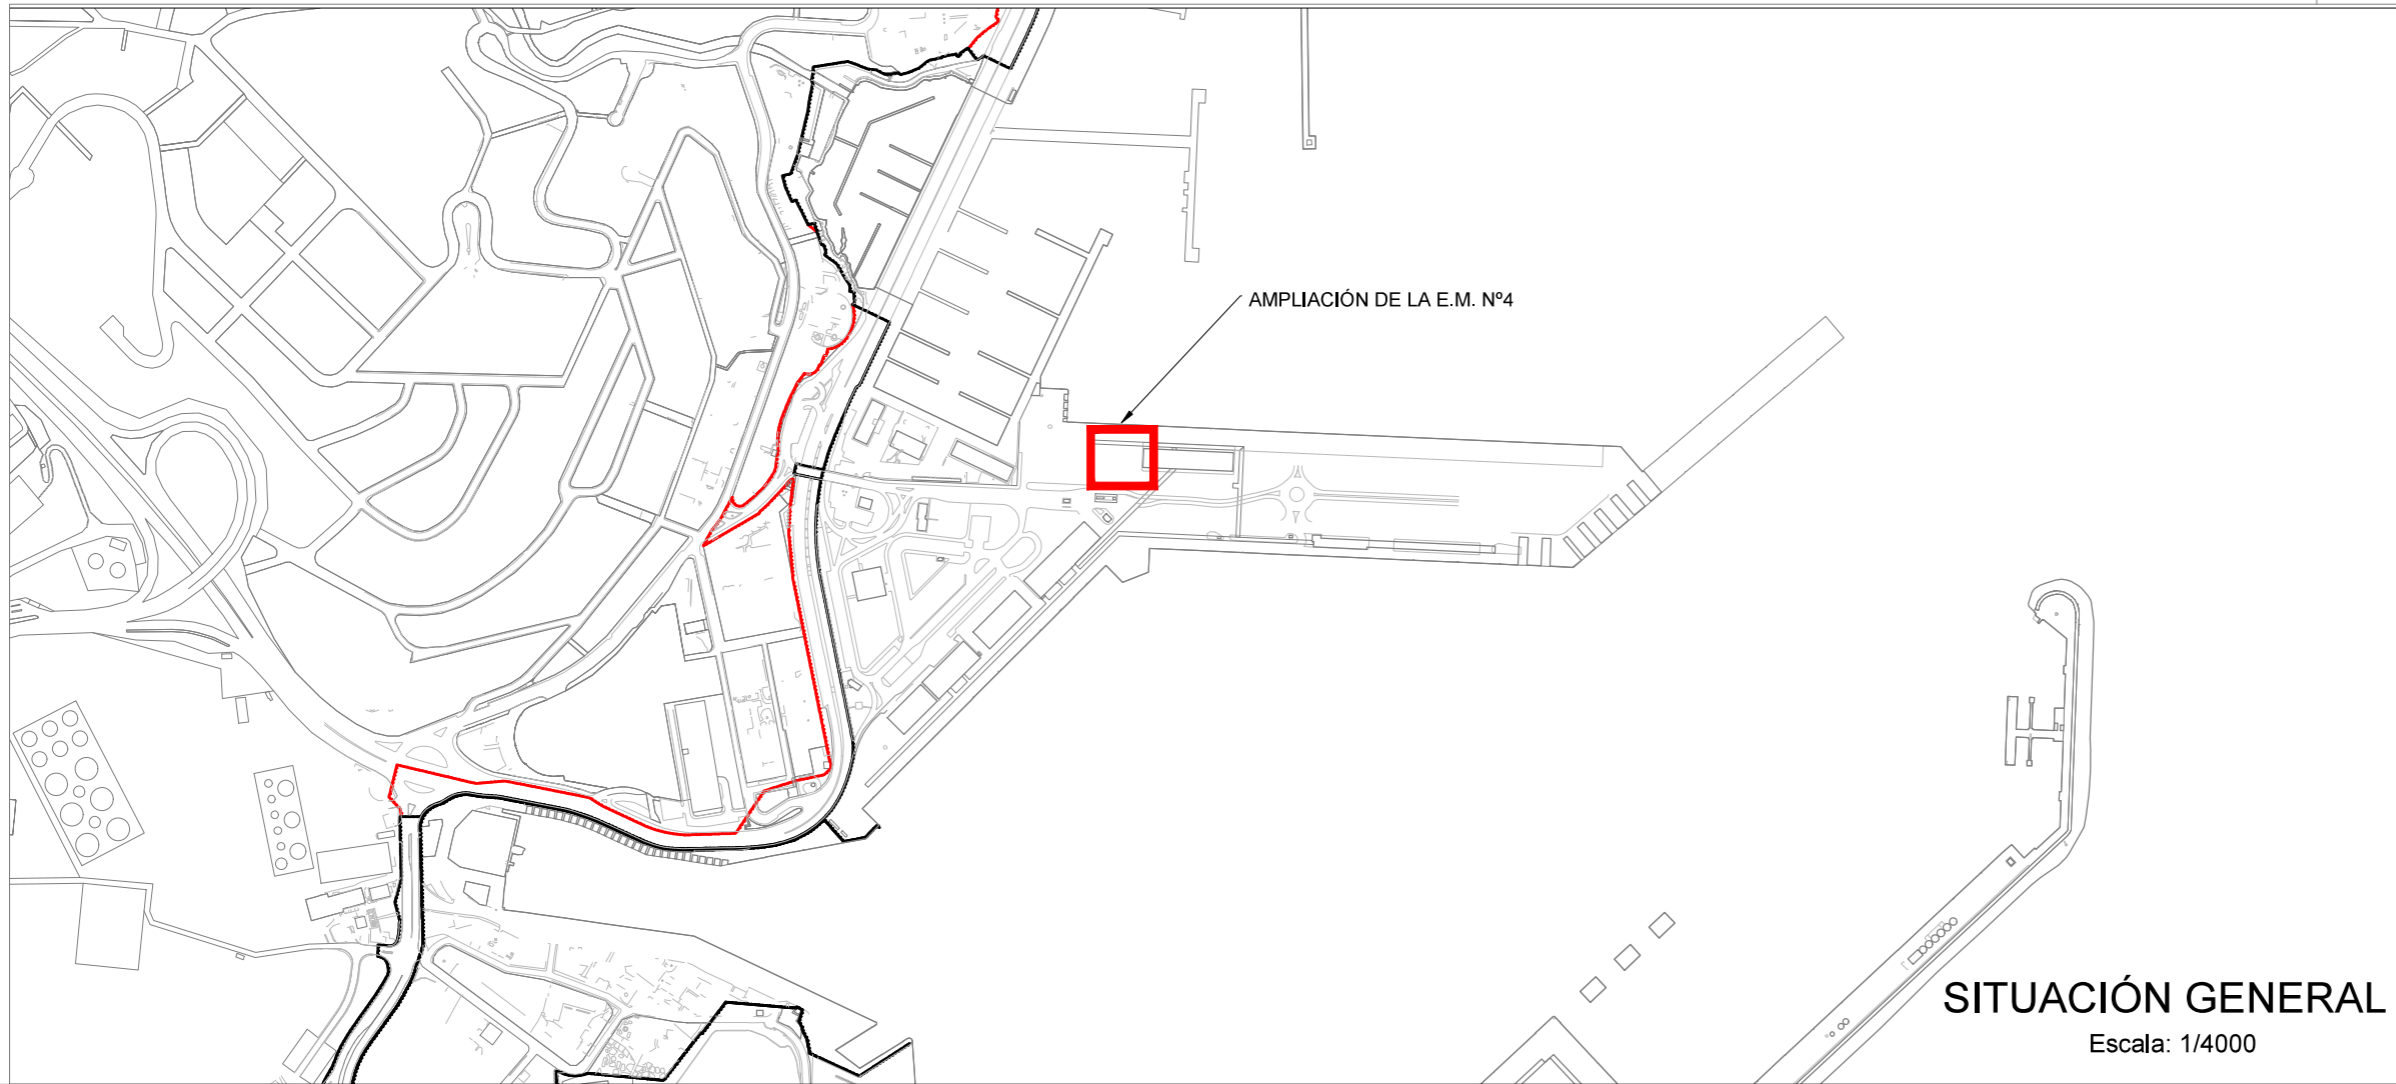 AMPLIACIÓN DE LA E.M. Nº4
SITUACIÓN GENERAL
Escala: 1/4000